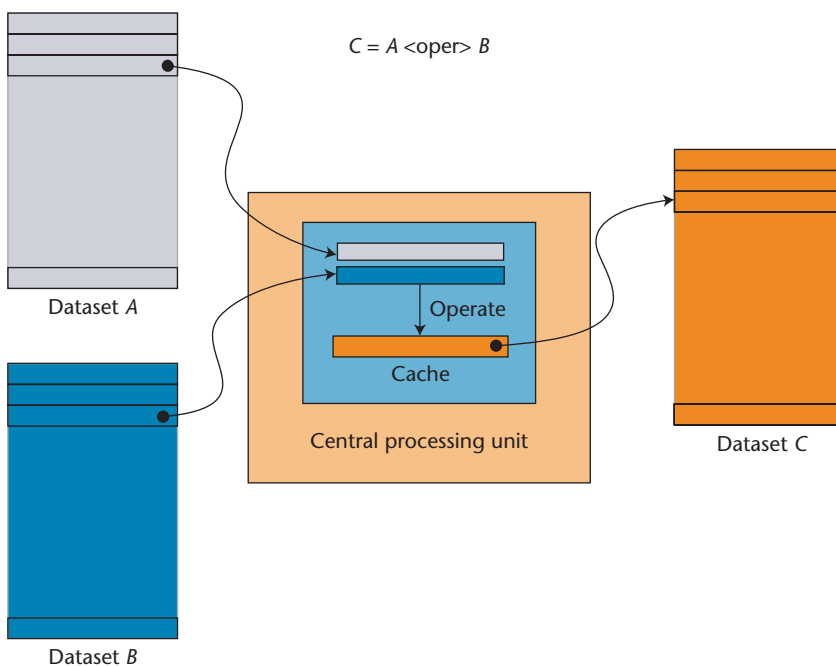 C = A <oper> B
Dataset A
Operate
Cache
Central processing unit
Dataset C
Dataset B